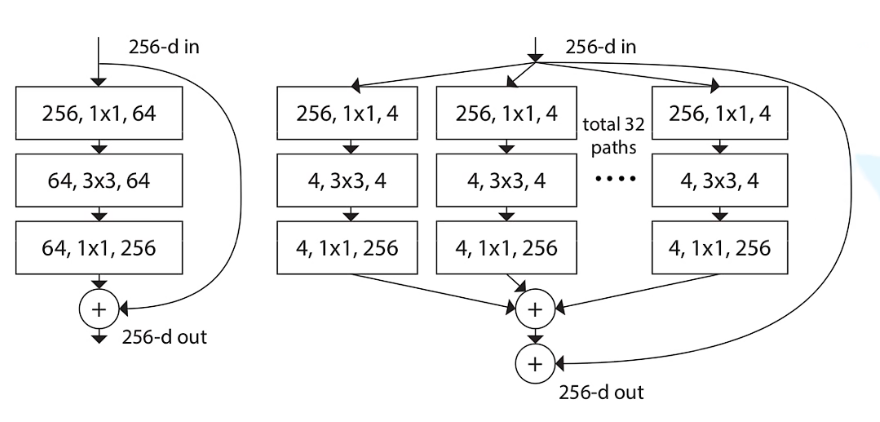 256-d in
256, 1x1, 64
64, 3x3, 64
64, 1x1, 256
+
256-d out
256-d in
256, 1x1, 4
256, 1x1, 4
total 32
paths
256, 1x1, 4
4, 3x3, 4
4, 3x3, 4
....
4, 3x3, 4
4, 1x1, 256
4, 1x1, 256
4, 1x1, 256
+
+
256-d out